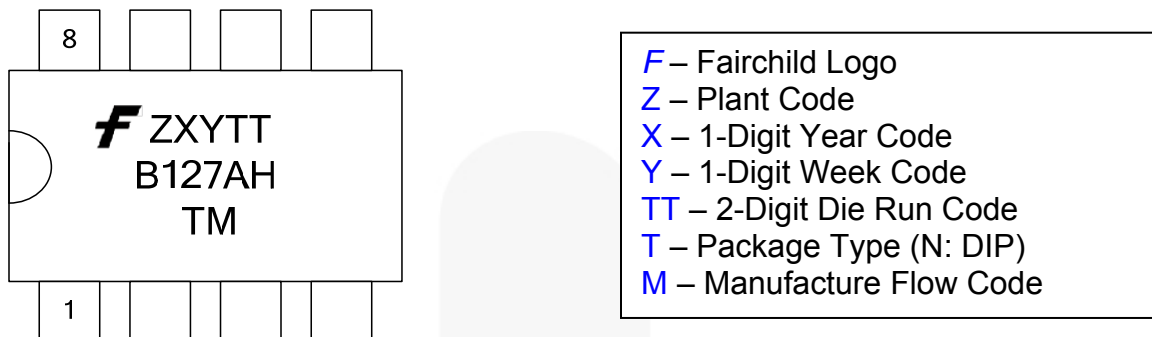 8
ZXYTT
B127AH
TM
1
F – Fairchild Logo
Z – Plant Code
X – 1-Digit Year Code
Y – 1-Digit Week Code
TT – 2-Digit Die Run Code
T – Package Type (N: DIP)
M – Manufacture Flow Code